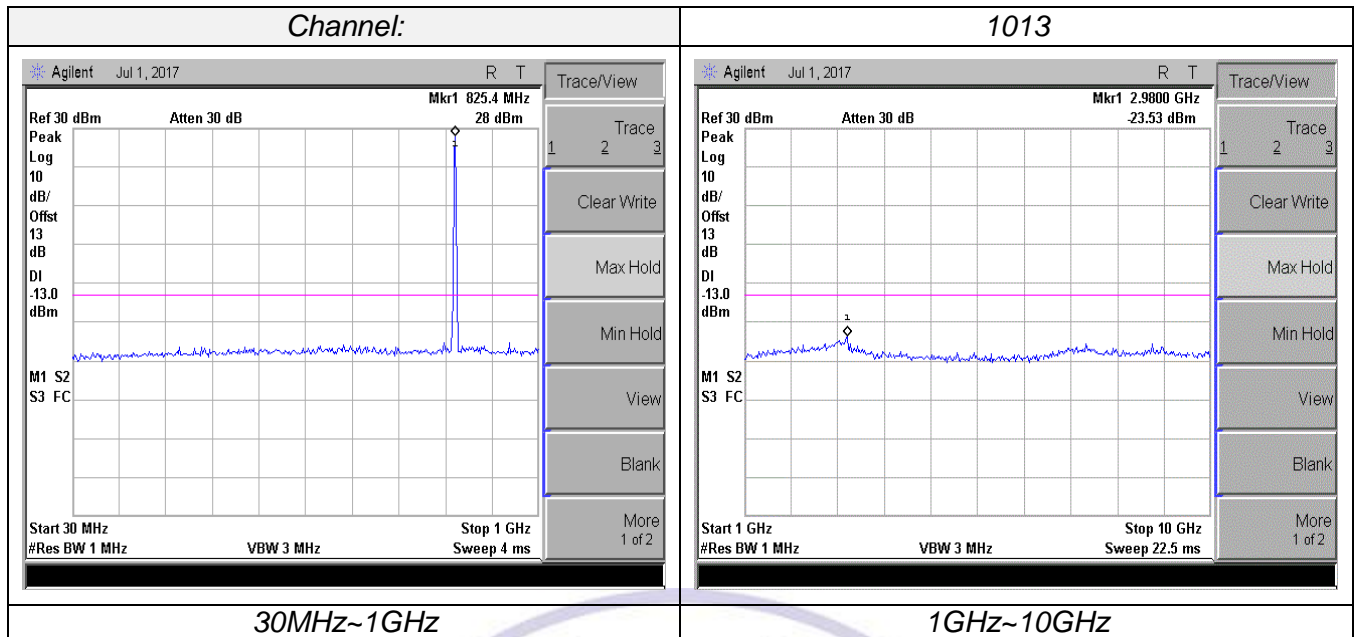 Channel: 1013
Agilent Jul 1, 2017 R T
Trace/View
Mkr1 825.4 MHz
Ref 30 dBm Atten 30 dB 28 dBm
Peak
Log
10
dB/
Offst
13
dB
DI
-13.0
dBm
M1 S2
S3 FC
1
Start 30 MHz Stop 1 GHz
#Res BW 1 MHz VBW 3 MHz Sweep 4 ms
Trace
1 2 3
Clear Write
Max Hold
Min Hold
View
Blank
More
1 of 2
Agilent Jul 1, 2017 R T
Trace/View
Mkr1 2.9800 GHz
Ref 30 dBm Atten 30 dB -23.53 dBm
Peak
Log
10
dB/
Offst
13
dB
DI
-13.0
dBm
M1 S2
S3 FC
1
Start 1 GHz Stop 10 GHz
#Res BW 1 MHz VBW 3 MHz Sweep 22.5 ms
Trace
1 2 3
Clear Write
Max Hold
Min Hold
View
Blank
More
1 of 2
30MHz~1GHz 1GHz~10GHz